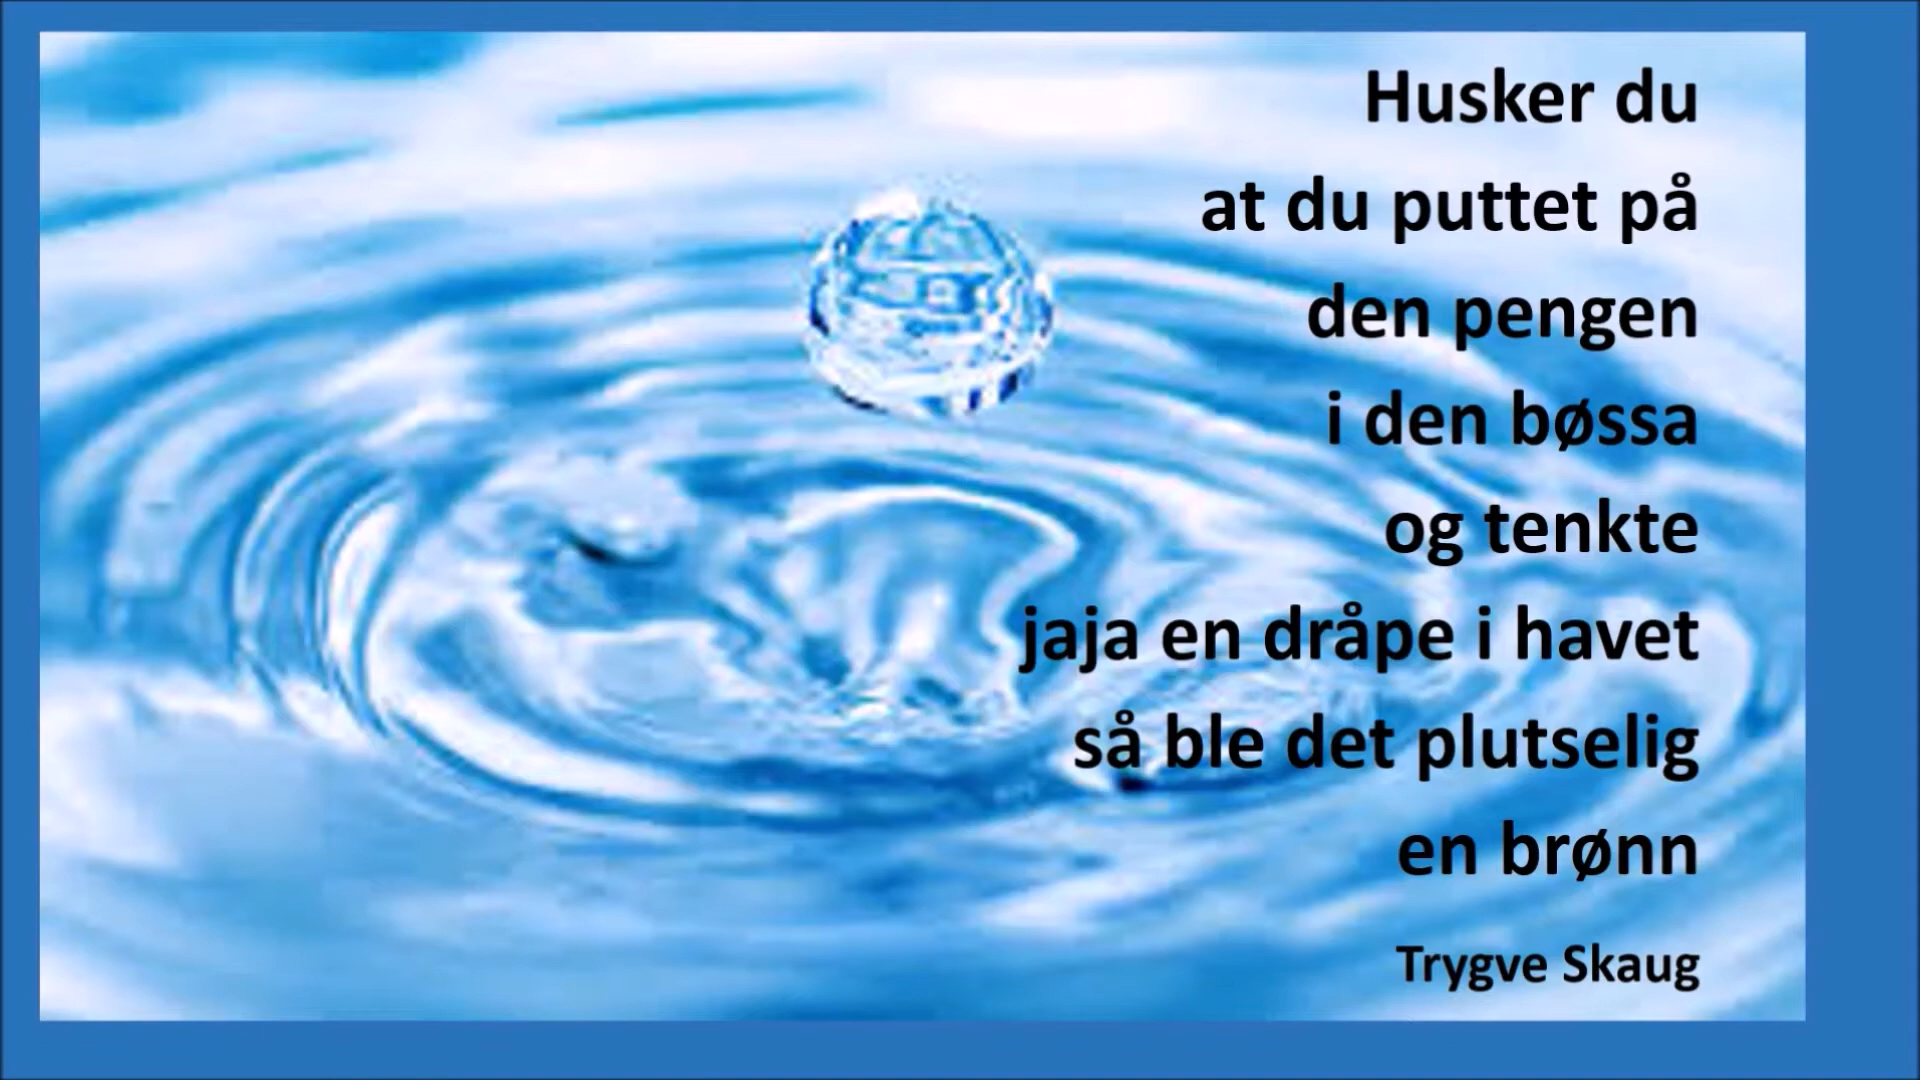 Husker du
at du puttet på
den pengen
i den bøssa
og tenkte
jaja en dråpe i havet
så ble det plutselig
en brønn
Trygve Skaug